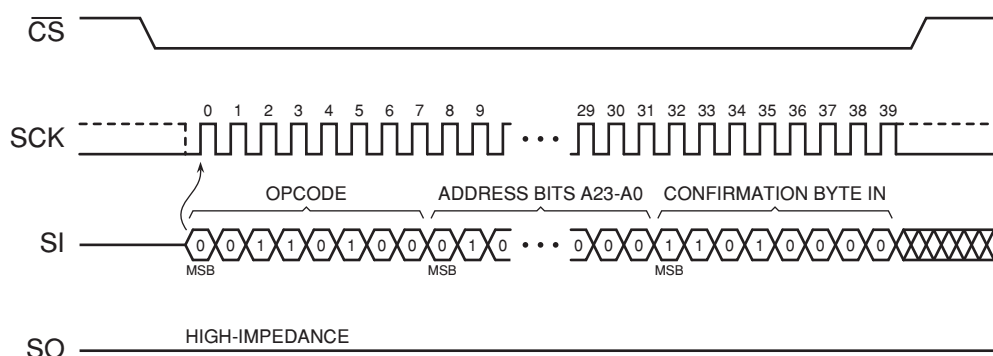 CS
0 1 2 3 4 5 6 7 8 9 29 30 31 32 33 34 35 36 37 38 39
SCK
OPCODE ADDRESS BITS A23-A0 CONFIRMATION BYTE IN
SI 0 0 1 1 0 1 0 0 0 1 0 0 0 0 1 1 0 1 0 0 0 0
MSB MSB MSB
HIGH-IMPEDANCE
SO